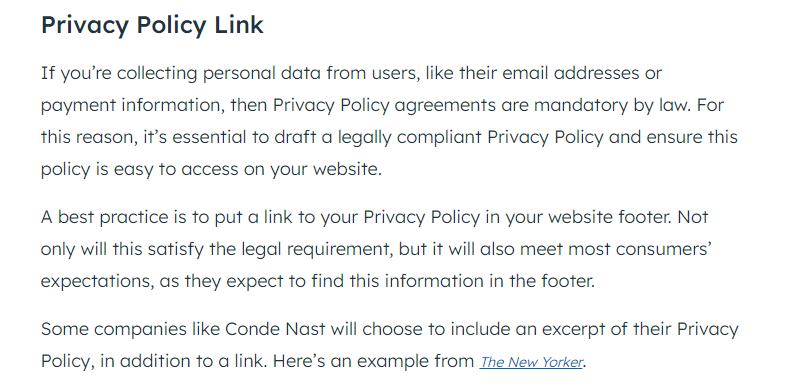 Privacy Policy Link
If you’re collecting personal data from users, like their email addresses or
payment information, then Privacy Policy agreements are mandatory by law. For
this reason, it’s essential to draft a legally compliant Privacy Policy and ensure this
policy is easy to access on your website.
A best practice is to put a link to your Privacy Policy in your website footer. Not
only will this satisfy the legal requirement, but it will also meet most consumers’
expectations, as they expect to find this information in the footer.
Some companies like Conde Nast will choose to include an excerpt of their Privacy
Policy, in addition to a link. Here’s an example from The New Yorker.